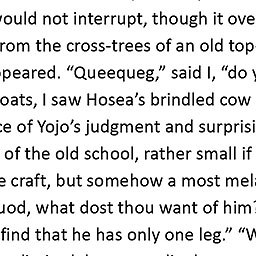 would not interrupt, though it ove
rom the cross-trees of an old top-
ppeared. “Queequeg,” said I, “do y
oats, I saw Hosea’s brindled cow
ce of Yojo’s judgment and surprisi
of the old school, rather small if
e craft, but somehow a most mela
uod, what dost thou want of him?
find that he has only one leg.” “W